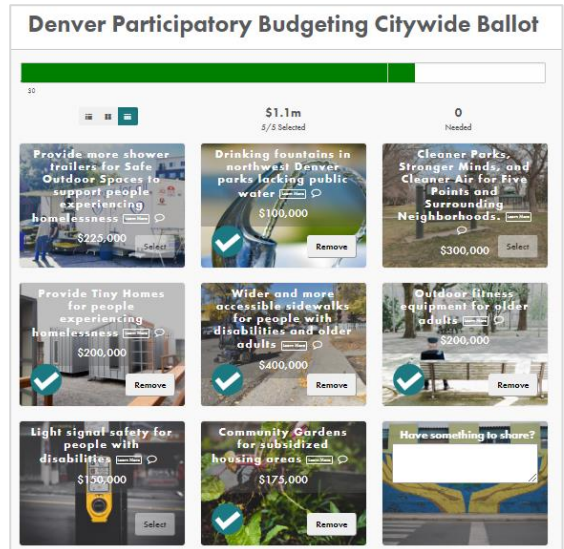 Denver Participatory Budgeting Citywide Ballot
$0
$1.1m
0
5/5 Selected
Needed
Provide more shower
trailers for Safe
Outdoor Spaces to
support people
experiencing
homelessness Learn More
$225,000
Select
Drinking fountains in
northwest Denver
parks lacking public
water Learn More
$100,000
Remove
Cleaner Parks,
Stronger Minds, and
Cleaner Air for Five
Points and
Surrounding
Neighborhoods. Learn More
$300,000
Select
Provide Tiny Homes
for people
experiencing
homelessness Learn More
$200,000
Remove
Wider and more
accessible sidewalks
for people with
disabilities and older
adults Learn More
$400,000
Remove
Outdoor fitness
equipment for older
adults Learn More
$200,000
Remove
Light signal safety for
people with
disabilities Learn More
$150,000
Select
Community Gardens
for subsidized
housing areas Learn More
$175,000
Remove
Have something to share?